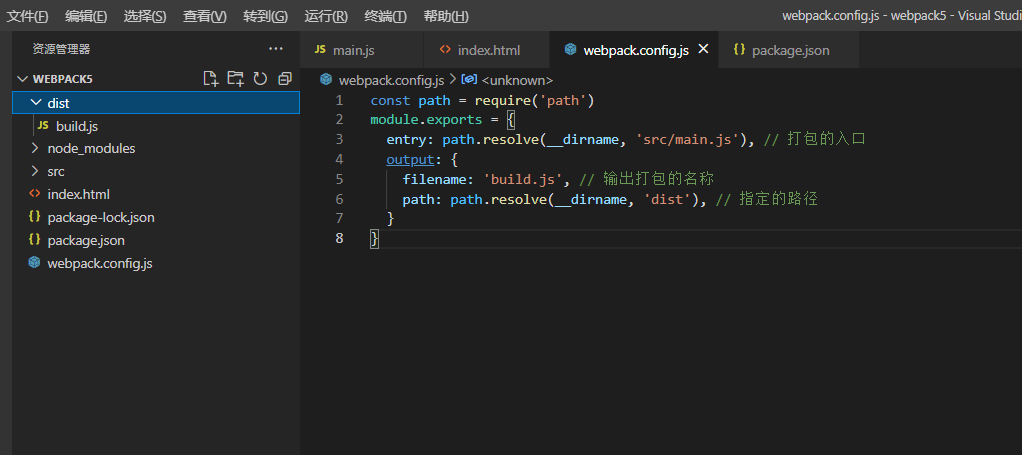 文件(F) 编辑(E) 选择(S) 查看(V) 转到(G) 运行(R) 终端(T) 帮助(H) webpack.config.js - webpack5 - Visual Studi
资源管理器 ···
main.js index.html webpack.config.js package.json
WEBPACK5
dist
JS build.js
node_modules
src
index.html
package-lock.json
package.json
webpack.config.js
webpack.config.js > <unknown>
1 const path = require('path')
2 module.exports = {
3 entry: path.resolve(__dirname, 'src/main.js'), // 打包的入口
4 output: {
5 filename: 'build.js', // 输出打包的名称
6 path: path.resolve(__dirname, 'dist'), // 指定的路径
7 }
8 }